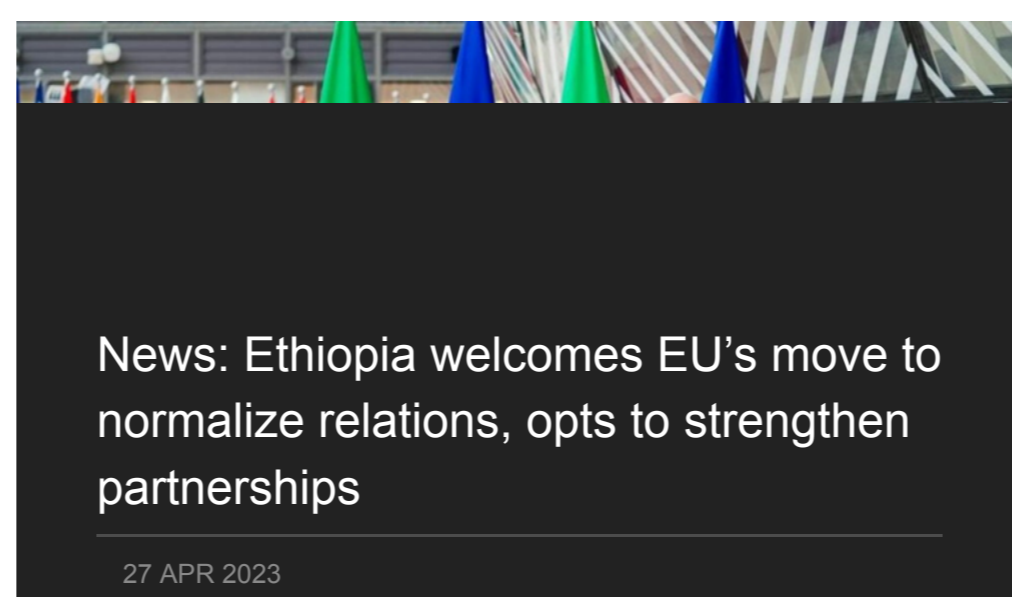 News: Ethiopia welcomes EU’s move to
normalize relations, opts to strengthen
partnerships
27 APR 2023